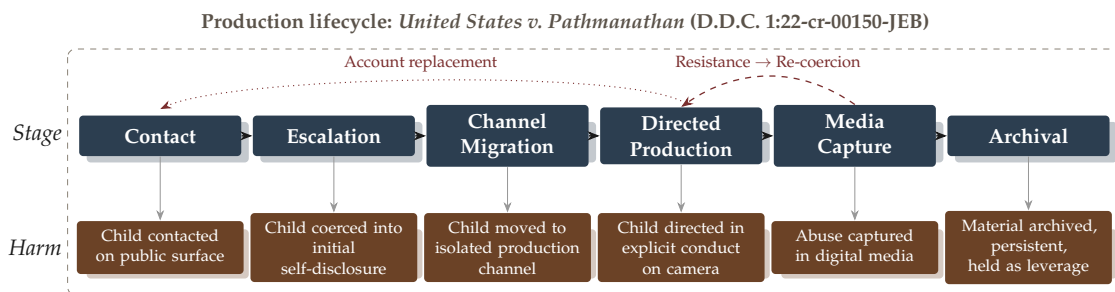 Production lifecycle: United States v. Pathmanathan (D.D.C. 1:22-cr-00150-JEB)
Account replacement
Resistance → Re-coercion
Stage
Contact
Escalation
Channel
Migration
Directed
Production
Media
Capture
Archival
Harm
Child contacted
on public surface
Child coerced into
initial
self-disclosure
Child moved to
isolated production
channel
Child directed in
explicit conduct
on camera
Abuse captured
in digital media
Material archived,
persistent,
held as leverage